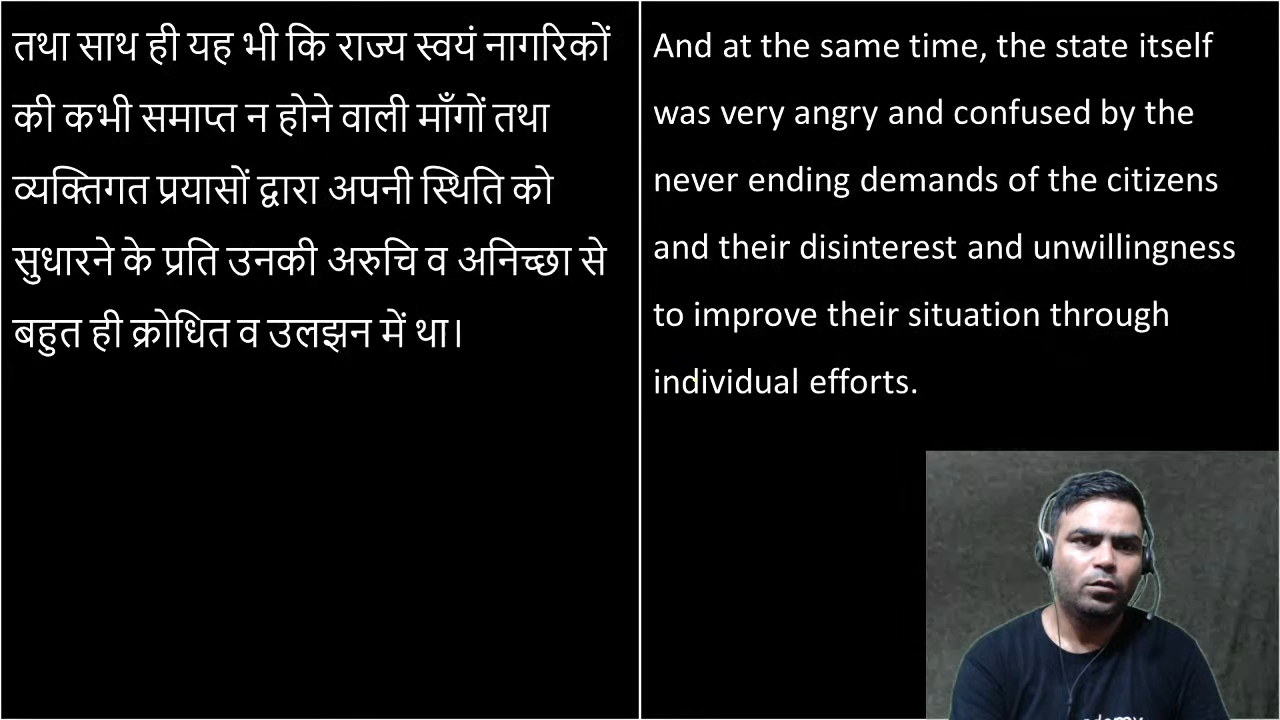 तथा साथ ही यह भी कि राज्य स्वयं नागरिकों
की कभी समाप्त न होने वाली माँगों तथा
व्यक्तिगत प्रयासों द्वारा अपनी स्थिति को
सुधारने के प्रति उनकी अरुचि व अनिच्छा से
बहुत ही क्रोधित व उलझन में था।
And at the same time, the state itself
was very angry and confused by the
never ending demands of the citizens
and their disinterest and unwillingness
to improve their situation through
individual efforts.